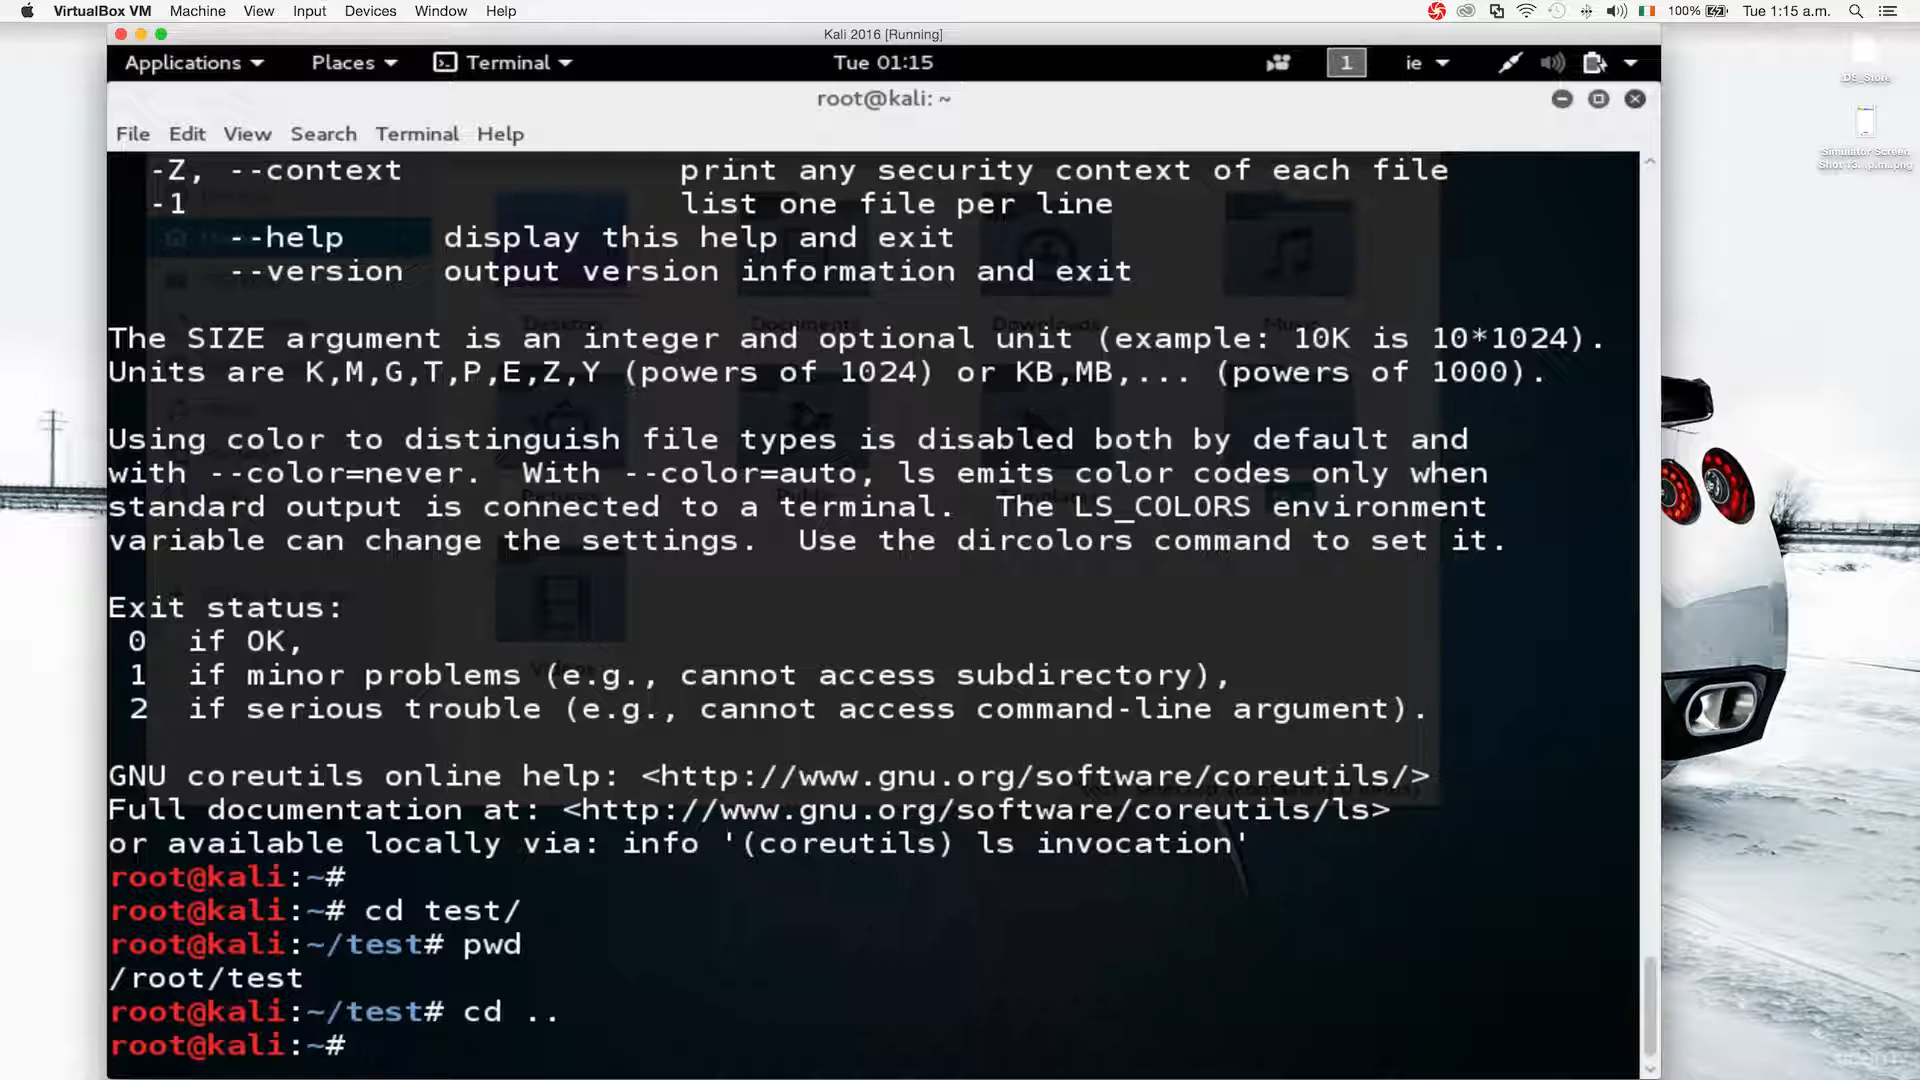 VirtualBox VM Machine View Input Devices Window Help 100% Tue 1:15 a.m.
Kali 2016 [Running]
Applications Places Terminal Tue 01:15 1 ie
root@kali: ~
File Edit View Search Terminal Help
-Z, --context print any security context of each file
-1 list one file per line
--help display this help and exit
--version output version information and exit
The SIZE argument is an integer and optional unit (example: 10K is 10*1024).
Units are K,M,G,T,P,E,Z,Y (powers of 1024) or KB,MB,... (powers of 1000).
Using color to distinguish file types is disabled both by default and
with --color=never. With --color=auto, ls emits color codes only when
standard output is connected to a terminal. The LS_COLORS environment
variable can change the settings. Use the dircolors command to set it.
Exit status:
0 if OK,
1 if minor problems (e.g., cannot access subdirectory),
2 if serious trouble (e.g., cannot access command-line argument).
GNU coreutils online help: <http://www.gnu.org/software/coreutils/>
Full documentation at: <http://www.gnu.org/software/coreutils/ls>
or available locally via: info '(coreutils) ls invocation'
root@kali:~#
root@kali:~# cd test/
root@kali:~/test# pwd
/root/test
root@kali:~/test# cd ..
root@kali:~#
.DS_Store
Simulator Screen